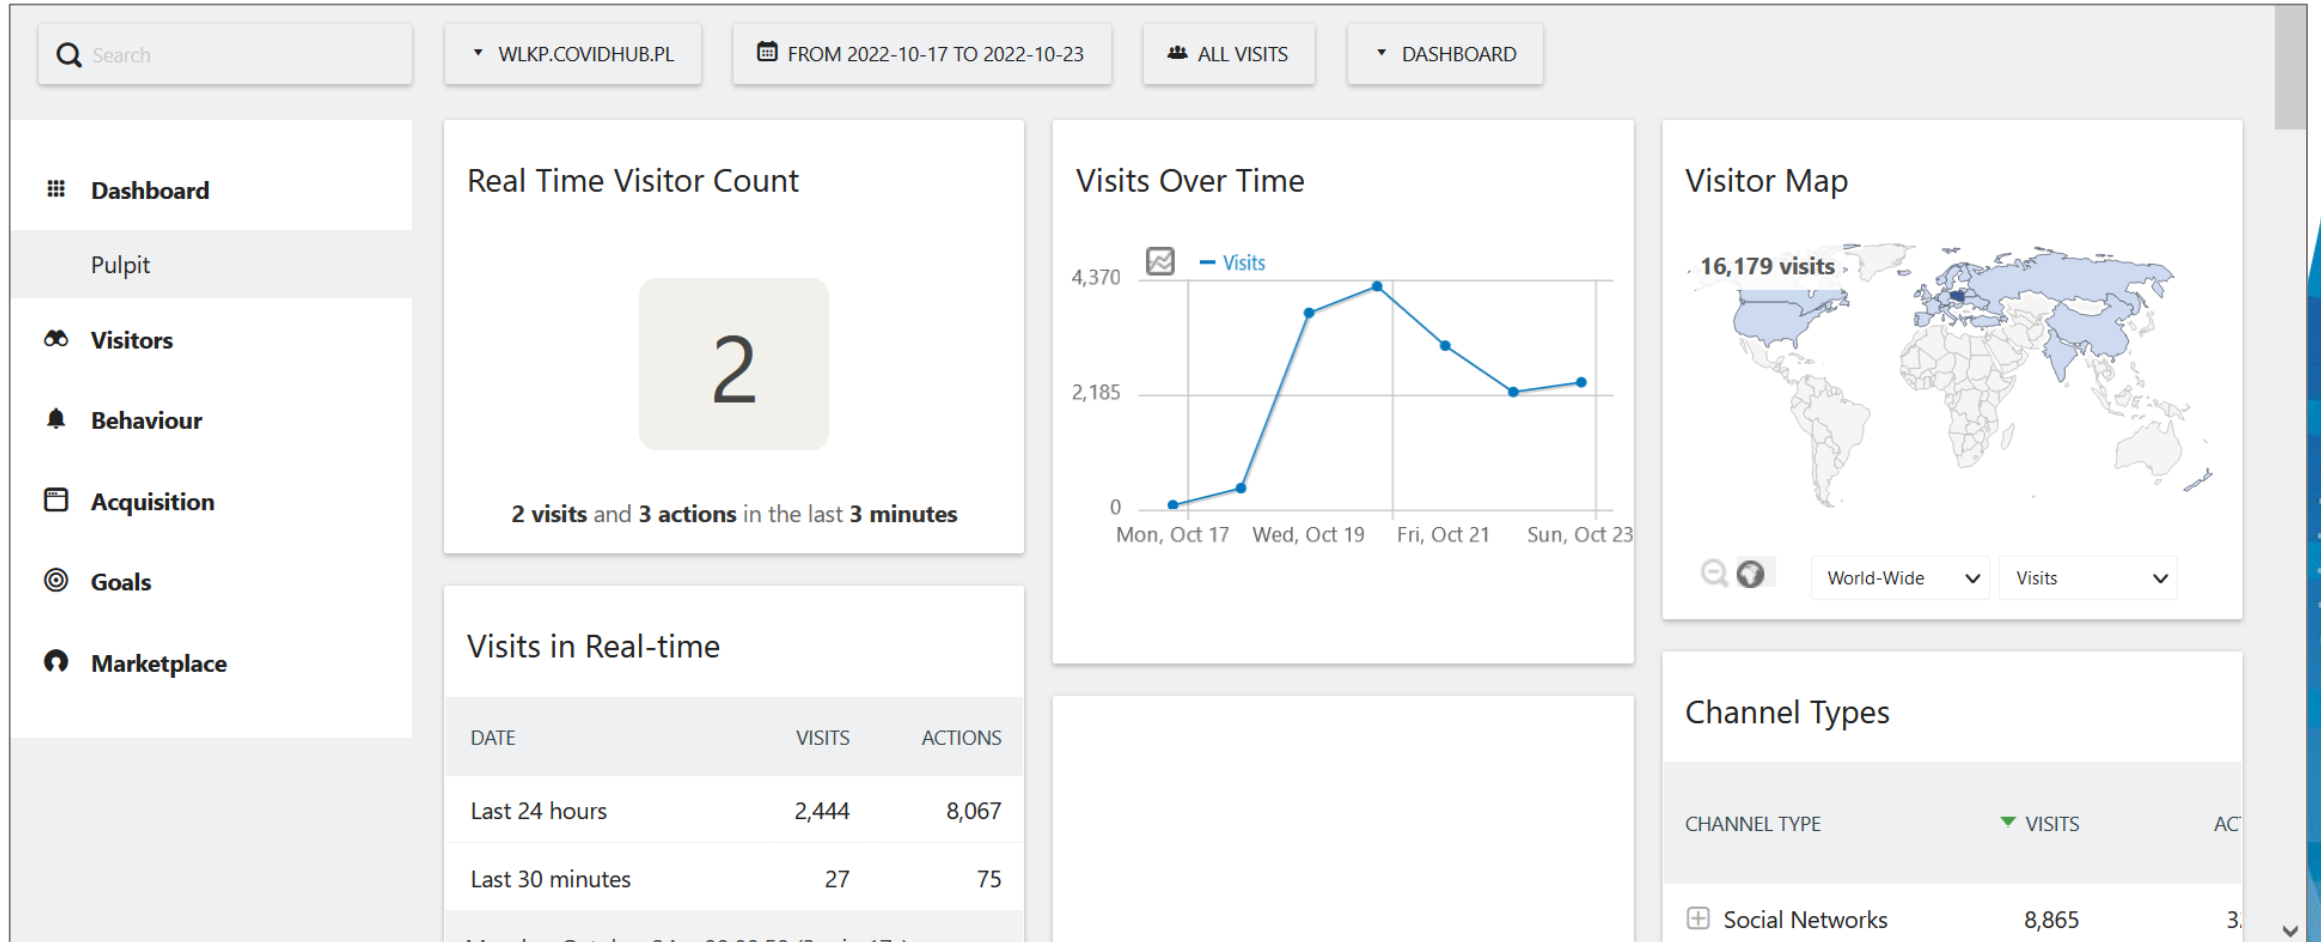 Search
WLKP.COVIDHUB.PL
FROM 2022-10-17 TO 2022-10-23
ALL VISITS
DASHBOARD
Dashboard
Pulpit
Visitors
Behaviour
Acquisition
Goals
Marketplace
Real Time Visitor Count
2
2 visits and 3 actions in the last 3 minutes
Visits in Real-time
DATE VISITS ACTIONS
Last 24 hours 2,444 8,067
Last 30 minutes 27 75
Visits Over Time
Visits
4,370
2,185
0
Mon, Oct 17 Wed, Oct 19 Fri, Oct 21 Sun, Oct 23
Visitor Map
16,179 visits
World-Wide Visits
Channel Types
CHANNEL TYPE VISITS
Social Networks 8,865